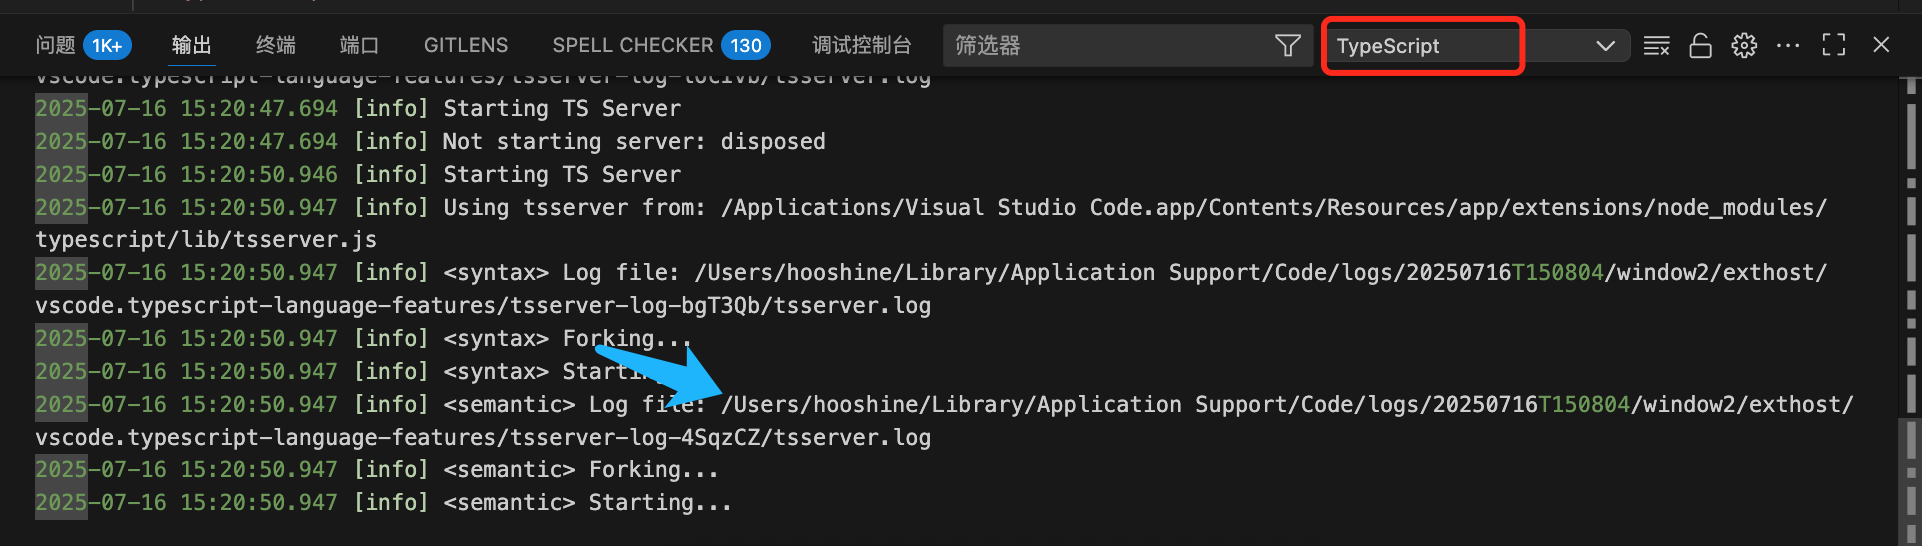 问题 1K+ 输出 终端 端口 GITLENS SPELL CHECKER 130 调试控制台 筛选器 TypeScript
vscode.typescript-language-features/tsserver-log-toCIVb/tsserver.log
2025-07-16 15:20:47.694 [info] Starting TS Server
2025-07-16 15:20:47.694 [info] Not starting server: disposed
2025-07-16 15:20:50.946 [info] Starting TS Server
2025-07-16 15:20:50.947 [info] Using tsserver from: /Applications/Visual Studio Code.app/Contents/Resources/app/extensions/node_modules/
typescript/lib/tsserver.js
2025-07-16 15:20:50.947 [info] <syntax> Log file: /Users/hooshine/Library/Application Support/Code/logs/20250716T150804/window2/exthost/
vscode.typescript-language-features/tsserver-log-bgT3Qb/tsserver.log
2025-07-16 15:20:50.947 [info] <syntax> Forking...
2025-07-16 15:20:50.947 [info] <syntax> Starting
2025-07-16 15:20:50.947 [info] <semantic> Log file: /Users/hooshine/Library/Application Support/Code/logs/20250716T150804/window2/exthost/
vscode.typescript-language-features/tsserver-log-4SqzCZ/tsserver.log
2025-07-16 15:20:50.947 [info] <semantic> Forking...
2025-07-16 15:20:50.947 [info] <semantic> Starting...